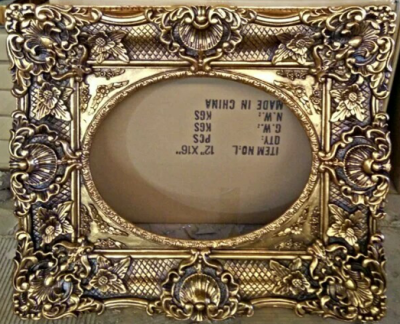 ITEM NO.L 12"X16"
QTY: PCS
G.W.: KGS
N.W.: KGS
MADE IN CHINA